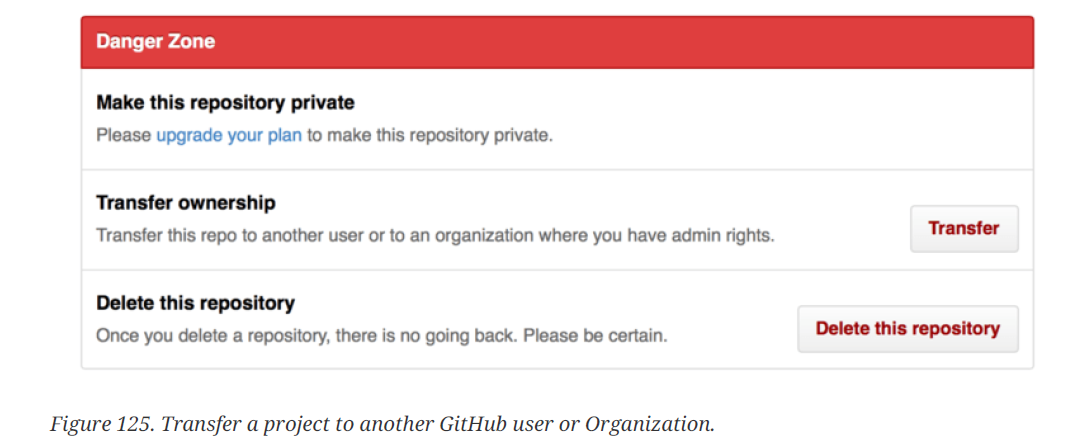 Danger Zone
Make this repository private
Please upgrade your plan to make this repository private.
Transfer ownership
Transfer this repo to another user or to an organization where you have admin rights.
Transfer
Delete this repository
Once you delete a repository, there is no going back. Please be certain.
Delete this repository
Figure 125. Transfer a project to another GitHub user or Organization.